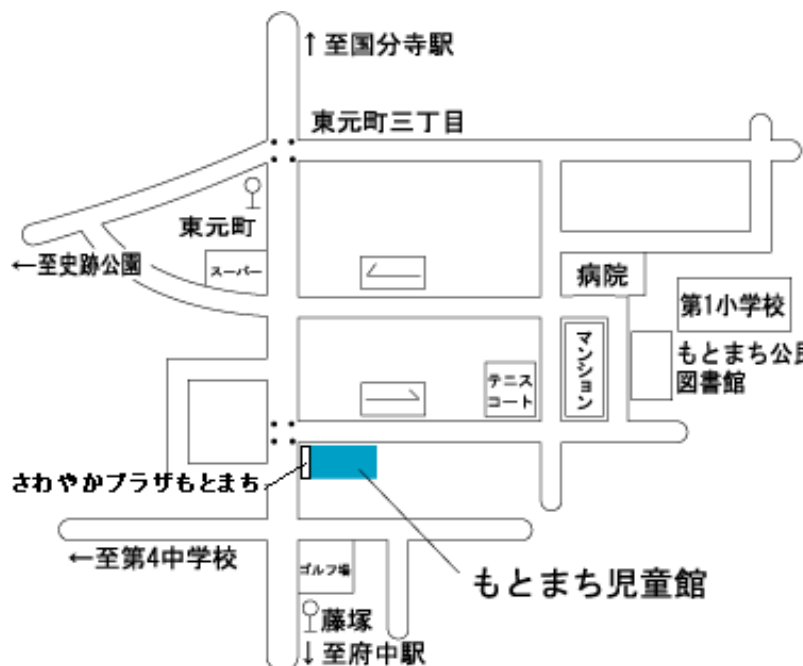 ↑至国分寺駅
東元町三丁目
東元町
←至史跡公園
スーパー
病院
第1小学校
もとまち公民
図書館
マンション
テニス
コート
さわやかプラザもとまち
←至第4中学校
ゴルフ場
もとまち児童館
藤塚
↓至府中駅